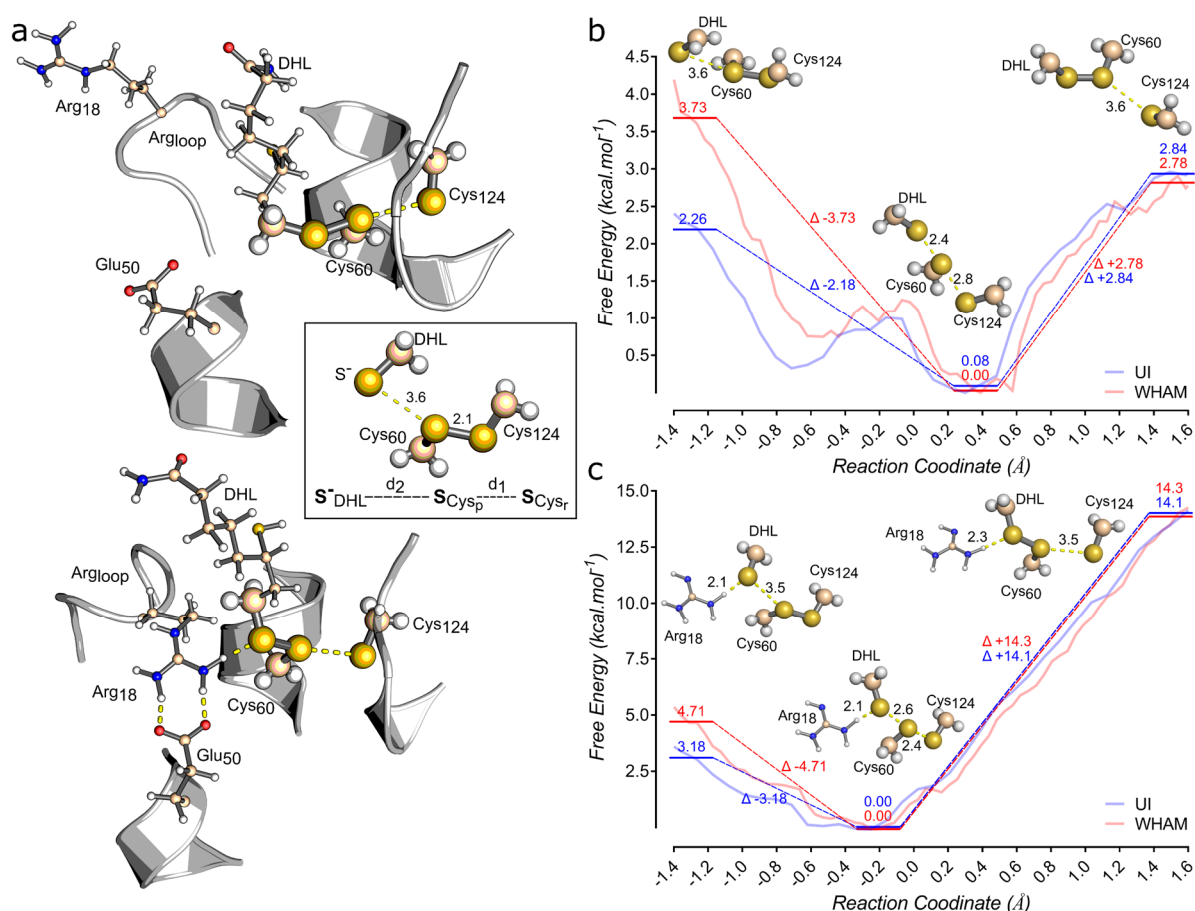 a
DHL
Arg18
Argloop
Cys124
Cys60
Glu50
DHL
S-
3.6
2.1
Cys60
Cys124
S-DHL------d2------SCysp---d1---SCysr
DHL
Argloop
Cys124
Arg18
Cys60
Glu50
b
Free Energy (kcal.mol-1)
4.5
4.0
3.5
3.0
2.5
2.0
1.5
1.0
0.5
DHL
3.6
Cys124
Cys60
3.73
2.26
Δ -3.73
Δ -2.18
DHL
2.4
Cys60
2.8
Cys124
0.08
0.00
Cys60
DHL
Cys124
3.6
2.84
2.78
Δ +2.78
Δ +2.84
UI
WHAM
-1.4 -1.2 -1.0 -0.8 -0.6 -0.4 -0.2 0.0 0.2 0.4 0.6 0.8 1.0 1.2 1.4 1.6
Reaction Coodinate (Å)
c
Free Energy (kcal.mol-1)
15.0
12.5
10.0
7.5
5.0
2.5
DHL
2.1
3.5
Arg18
Cys124
Cys60
DHL
Arg18
2.1
2.6
Cys124
Cys60
2.4
4.71
3.18
Δ -4.71
Δ -3.18
0.00
0.00
DHL
Cys124
Arg18
2.3
3.5
Cys60
14.3
14.1
Δ +14.3
Δ +14.1
UI
WHAM
-1.4 -1.2 -1.0 -0.8 -0.6 -0.4 -0.2 0.0 0.2 0.4 0.6 0.8 1.0 1.2 1.4 1.6
Reaction Coodinate (Å)